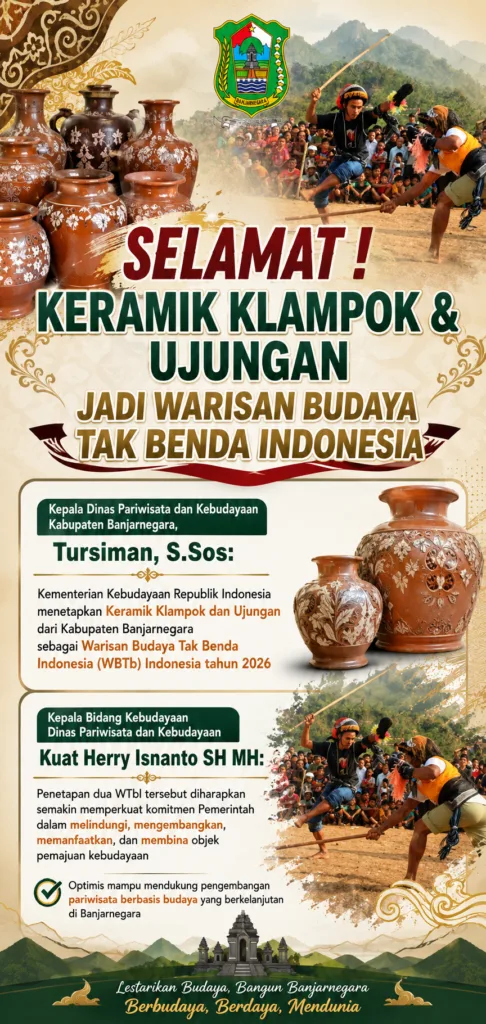 BANJARNEGARA
SELAMAT !
KERAMIK KLAMPOK &
UJUNGAN
JADI WARISAN BUDAYA
TAK BENDA INDONESIA
Kepala Dinas Pariwisata dan Kebudayaan
Kabupaten Banjarnegara,
Tursiman, S.Sos:
Kementerian Kebudayaan Republik Indonesia
menetapkan Keramik Klampok dan Ujungan
dari Kabupaten Banjarnegara
sebagai Warisan Budaya Tak Benda
Indonesia (WBTb) Indonesia tahun 2026
Kepala Bidang Kebudayaan
Dinas Pariwisata dan Kebudayaan
Kuat Herry Isnanto SH MH:
Penetapan dua WTbI tersebut diharapkan
semakin memperkuat komitmen Pemerintah
dalam melindungi, mengembangkan,
memanfaatkan, dan membina objek
pemajuan kebudayaan
Optimis mampu mendukung pengembangan
pariwisata berbasis budaya yang berkelanjutan
di Banjarnegara
Lestarikan Budaya, Bangun Banjarnegara
Berbudaya, Berdaya, Mendunia